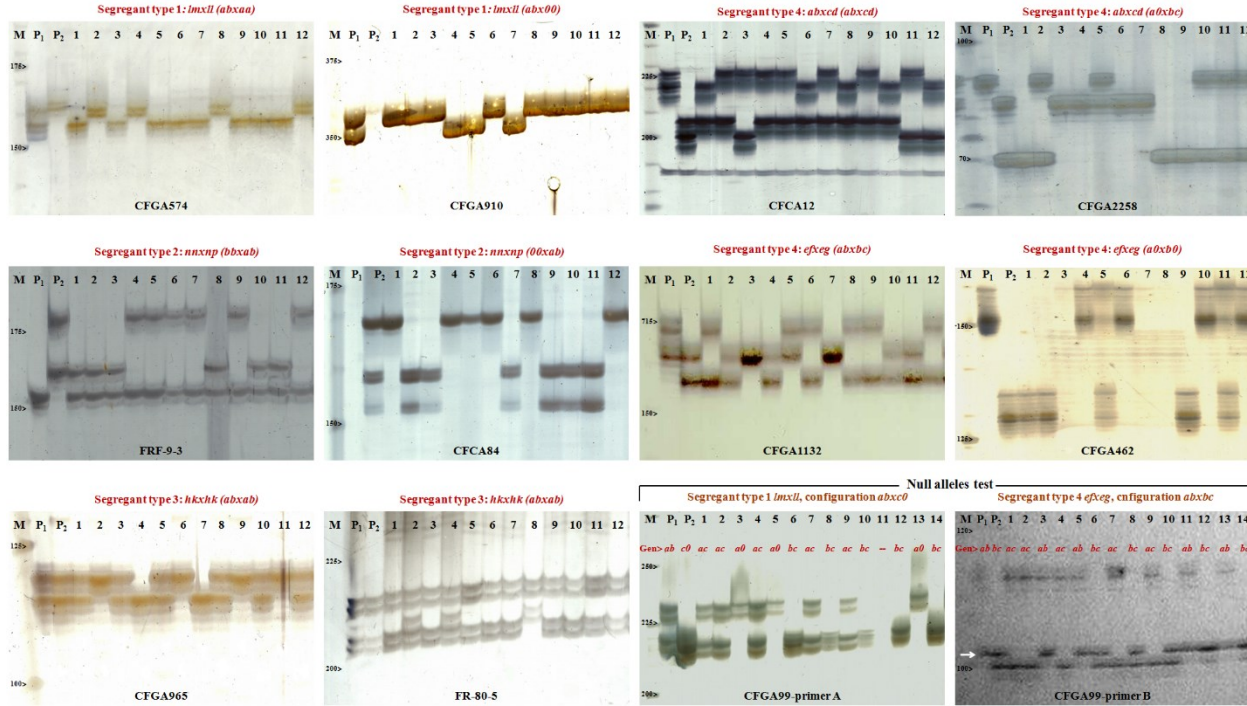 Segregant type 1: lmxll (abxaa)
M P1 P2 1 2 3 4 5 6 7 8 9 10 11 12
175>
150>
CFGA574
Segregant type 1: lmxll (abx00)
M P1 P2 1 2 3 4 5 6 7 8 9 10 11 12
375>
350>
CFGA910
Segregant type 4: abxcd (abxcd)
M P1 P2 1 2 3 4 5 6 7 8 9 10 11 12
225>
200>
CFCA12
Segregant type 4: abxcd (a0xbc)
M P1 P2 1 2 3 4 5 6 7 8 9 10 11 12
100>
70>
CFGA2258
Segregant type 2: nnxnp (bbxab)
M P1 P2 1 2 3 4 5 6 7 8 9 10 11 12
175>
150>
FRF-9-3
Segregant type 2: nnxnp (00xab)
M P1 P2 1 2 3 4 5 6 7 8 9 10 11 12
175>
150>
CFCA84
Segregant type 4: efxeg (abxbc)
M P1 P2 1 2 3 4 5 6 7 8 9 10 11 12
715>
150>
CFGA1132
Segregant type 4: efxeg (a0xb0)
M P1 P2 1 2 3 4 5 6 7 8 9 10 11 12
150>
125>
CFGA462
Segregant type 3: hkxhk (abxab)
M P1 P2 1 2 3 4 5 6 7 8 9 10 11 12
125>
100>
CFGA965
Segregant type 3: hkxhk (abxab)
M P1 P2 1 2 3 4 5 6 7 8 9 10 11 12
225>
200>
FR-80-5
Null alleles test
Segregant type 1 lmxll, configuration abxc0
M P1 P2 1 2 3 4 5 6 7 8 9 10 11 12 13 14
Gen> ab c0 ac ac a0 ac a0 bc ac bc ac bc -- bc a0 bc
250>
225>
200>
CFGA99-primer A
Segregant type 4 efxeg, cnfiguration abxbc
M P1 P2 1 2 3 4 5 6 7 8 9 10 11 12 13 14
Gen> ab bc ac ac ab ac ab bc ac bc ac bc ab bc ab bc
100>
CFGA99-primer B